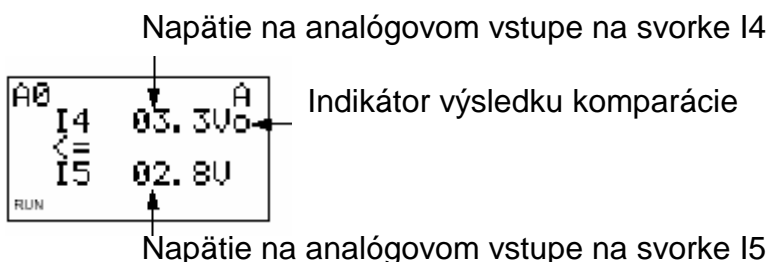 Napätie na analógovom vstupe na svorke I4
A0 A
I4 03.3Vo
Indikátor výsledku komparácie
<=
I5 02.8V
RUN
Napätie na analógovom vstupe na svorke I5